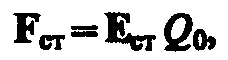 Fст = Eст Q0,